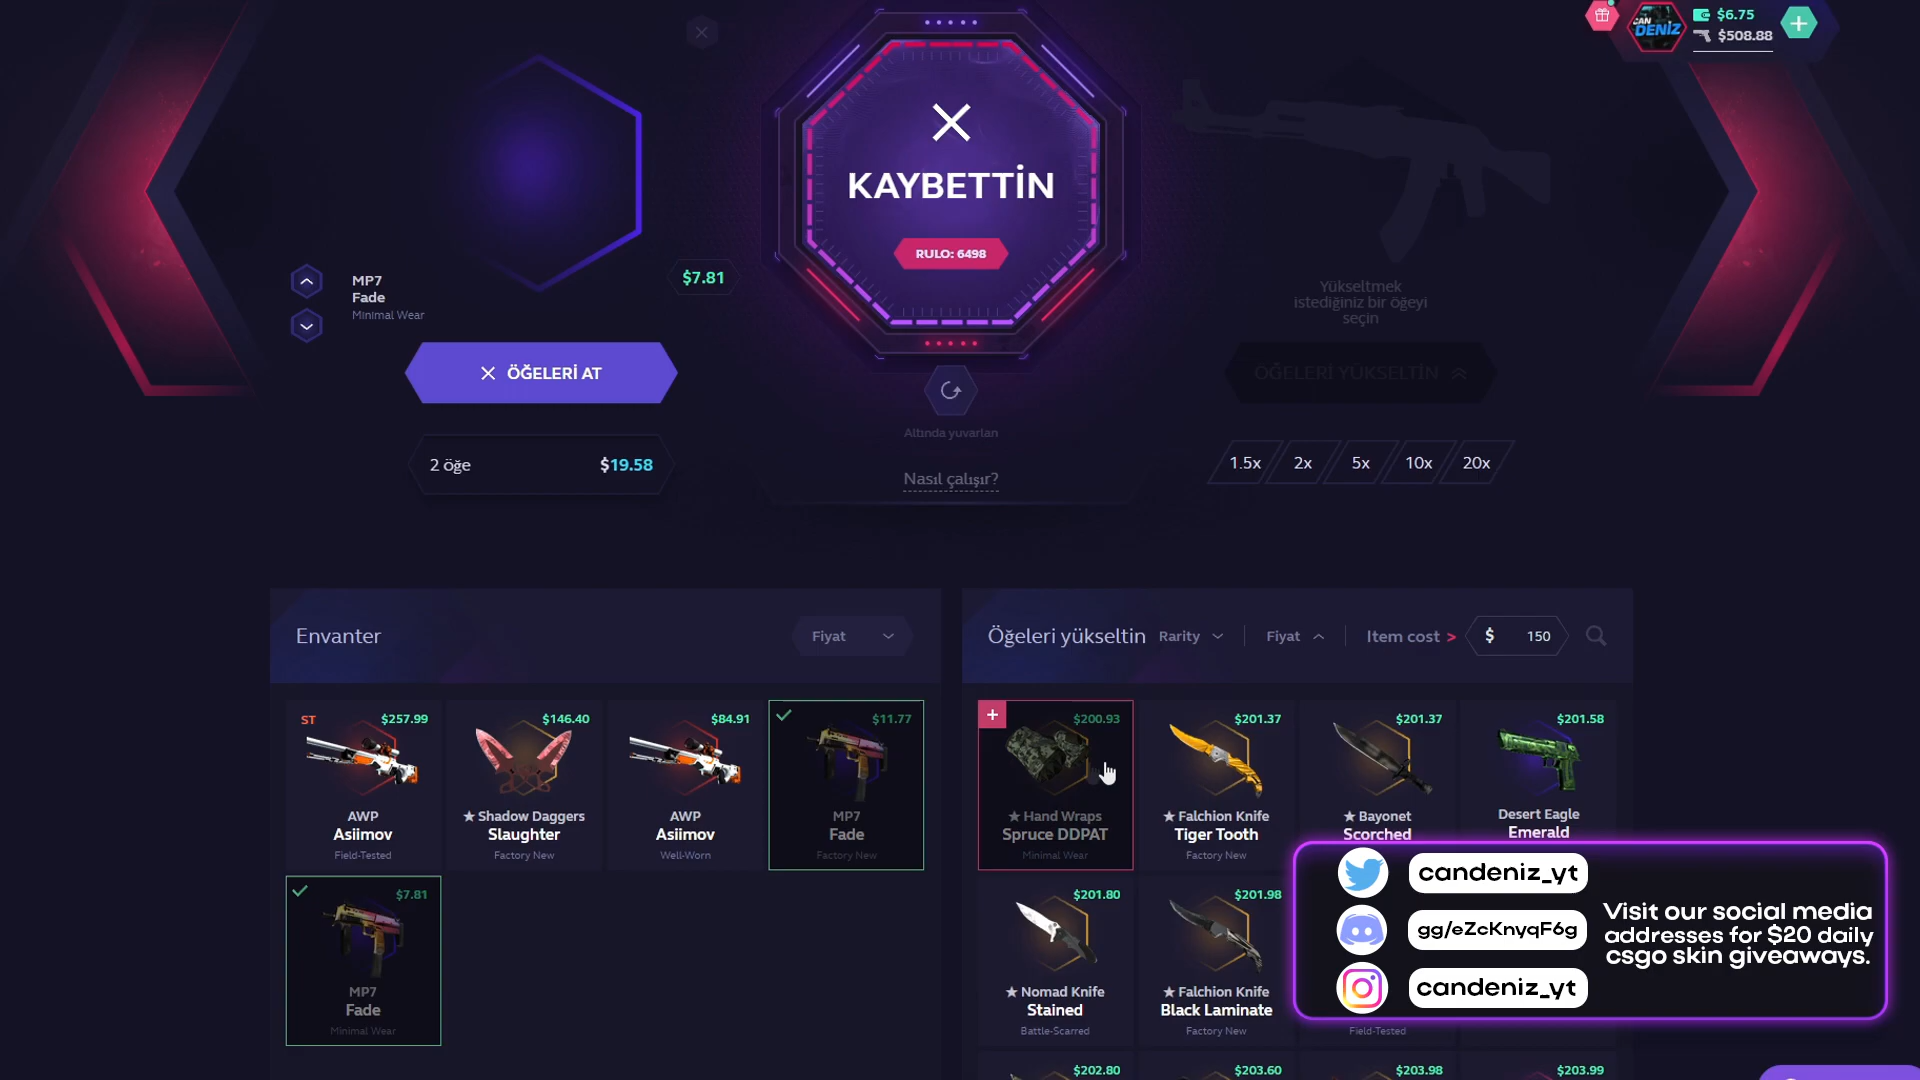 CAN
DENİZ
$6.75
$508.88
KAYBETTİN
RULO: 6498
MP7
Fade
Minimal Wear
$7.81
Yükseltmek
istediğiniz bir öğeyi
seçin
ÖĞELERİ AT
ÖĞELERİ YÜKSELTİN
Altında yuvarlan
2 öğe
$19.58
Nasıl çalışır?
1.5x
2x
5x
10x
20x
Envanter
Fiyat
Öğeleri yükseltin
Rarity
Fiyat
Item cost >
$
150
ST
$257.99
AWP
Asiimov
Field-Tested
$146.40
★ Shadow Daggers
Slaughter
Factory New
$84.91
AWP
Asiimov
Well-Worn
$11.77
MP7
Fade
Factory New
$7.81
MP7
Fade
Minimal Wear
$200.93
★ Hand Wraps
Spruce DDPAT
Minimal Wear
$201.37
★ Falchion Knife
Tiger Tooth
Factory New
$201.37
★ Bayonet
Scorched
$201.58
Desert Eagle
Emerald
$201.80
★ Nomad Knife
Stained
Battle-Scarred
$201.98
★ Falchion Knife
Black Laminate
Factory New
Field-Tested
$202.80
$203.60
$203.98
$203.99
candeniz_yt
gg/eZcKnyqF6g
candeniz_yt
Visit our social media
addresses for $20 daily
csgo skin giveaways.